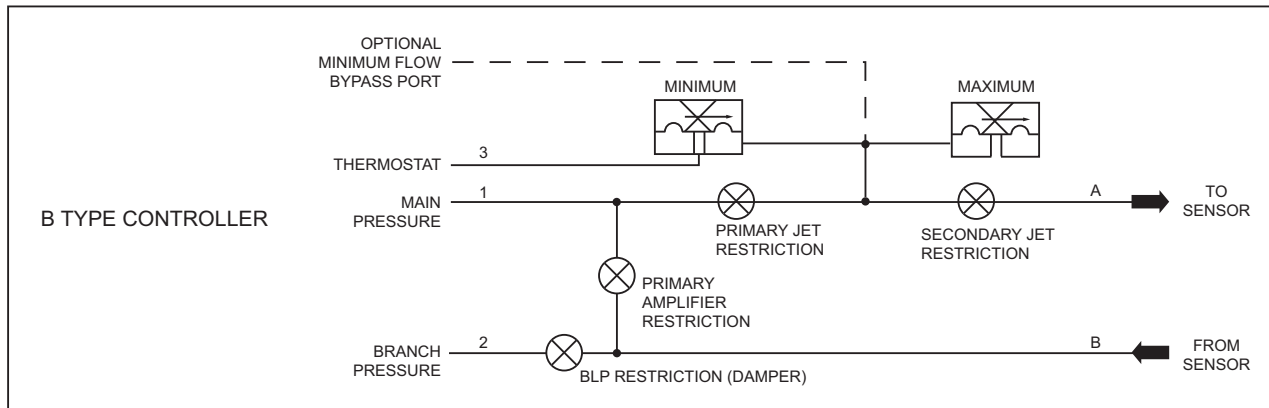 OPTIONAL
MINIMUM FLOW
BYPASS PORT
MINIMUM
MAXIMUM
THERMOSTAT
3
MAIN
PRESSURE
1
A
TO
SENSOR
B TYPE CONTROLLER
PRIMARY JET
RESTRICTION
SECONDARY JET
RESTRICTION
PRIMARY
AMPLIFIER
RESTRICTION
BRANCH
PRESSURE
2
B
FROM
SENSOR
BLP RESTRICTION (DAMPER)